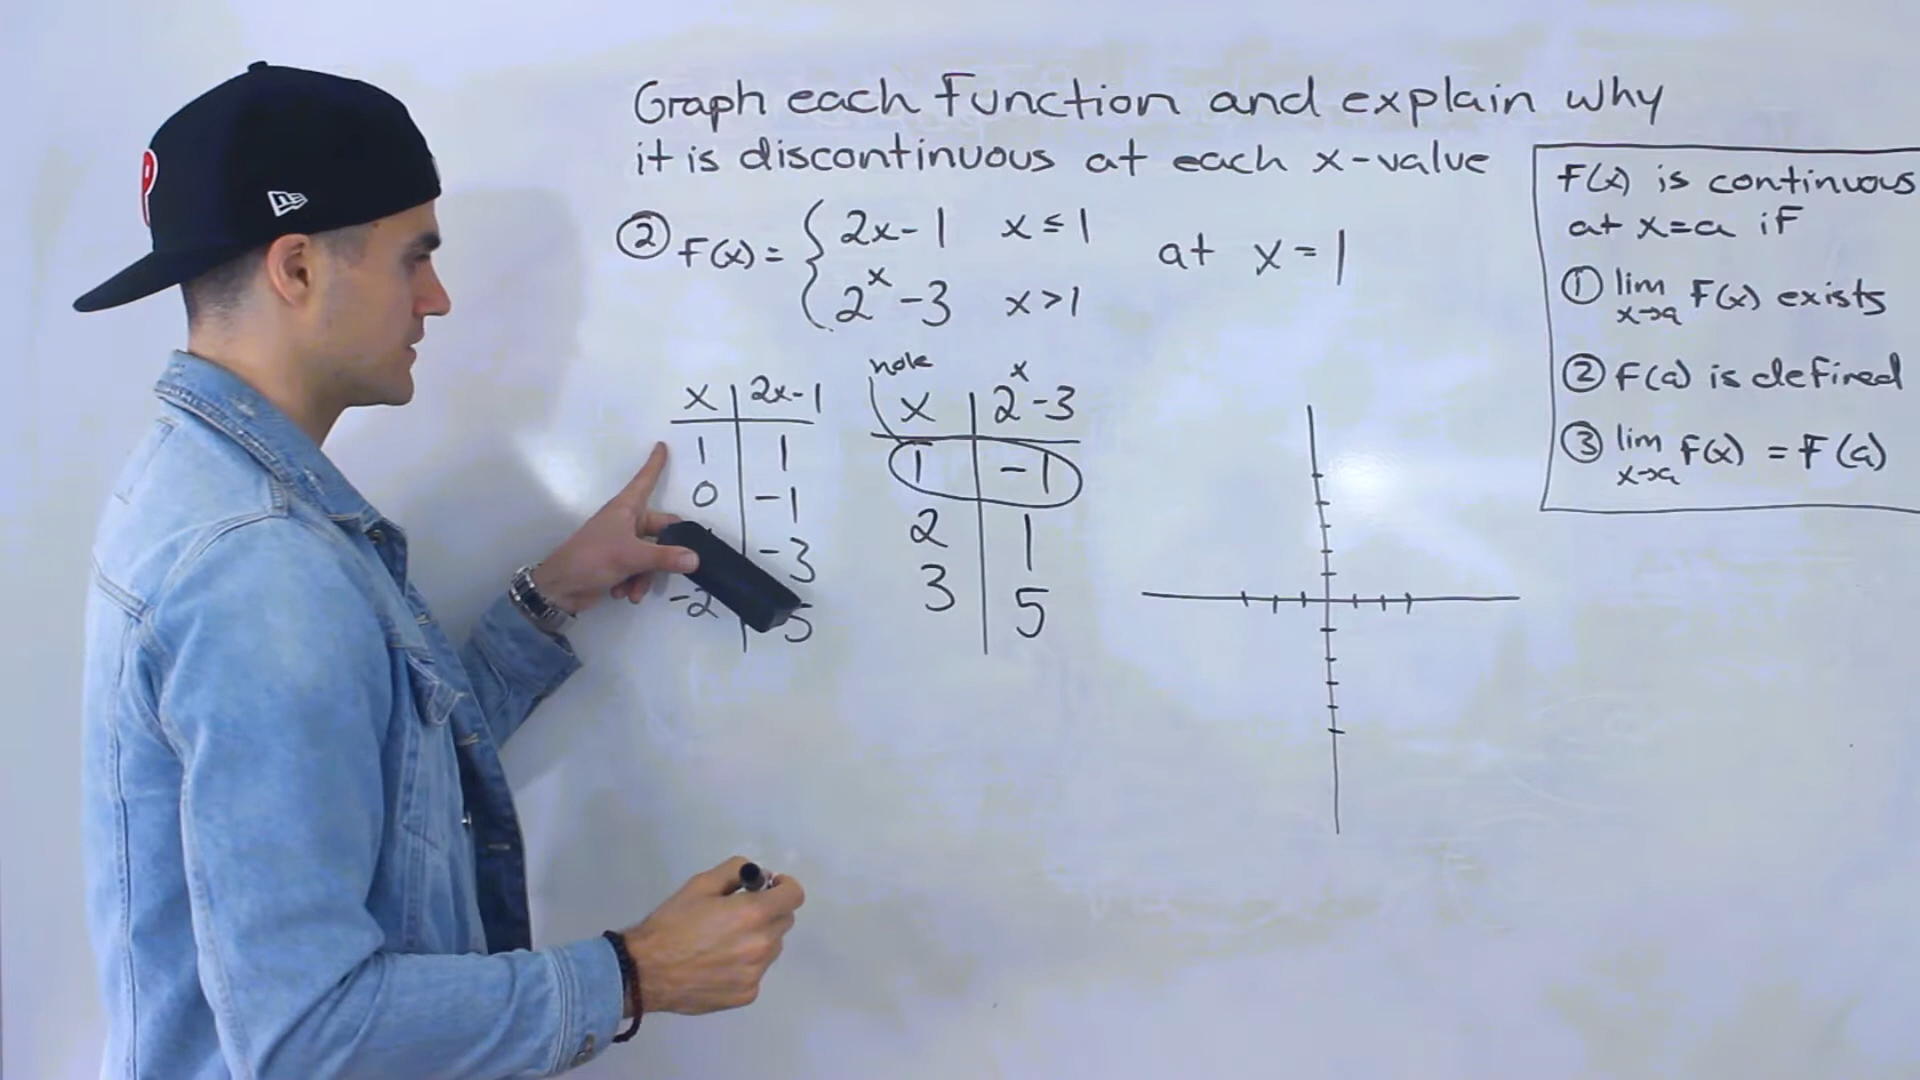 Graph each function and explain why
it is discontinuous at each x-value
② F(x) = { 2x-1 x ≤ 1
2^x - 3 x > 1
at x = 1
F(x) is continuous
at x=a if
① lim x→a F(x) exists
② F(a) is defined
③ lim x→a F(x) = F(a)
x | 2x-1
1 | 1
0 | -1
-3
-2 | 5
hole
x | 2^x - 3
1 | -1
2 | 1
3 | 5